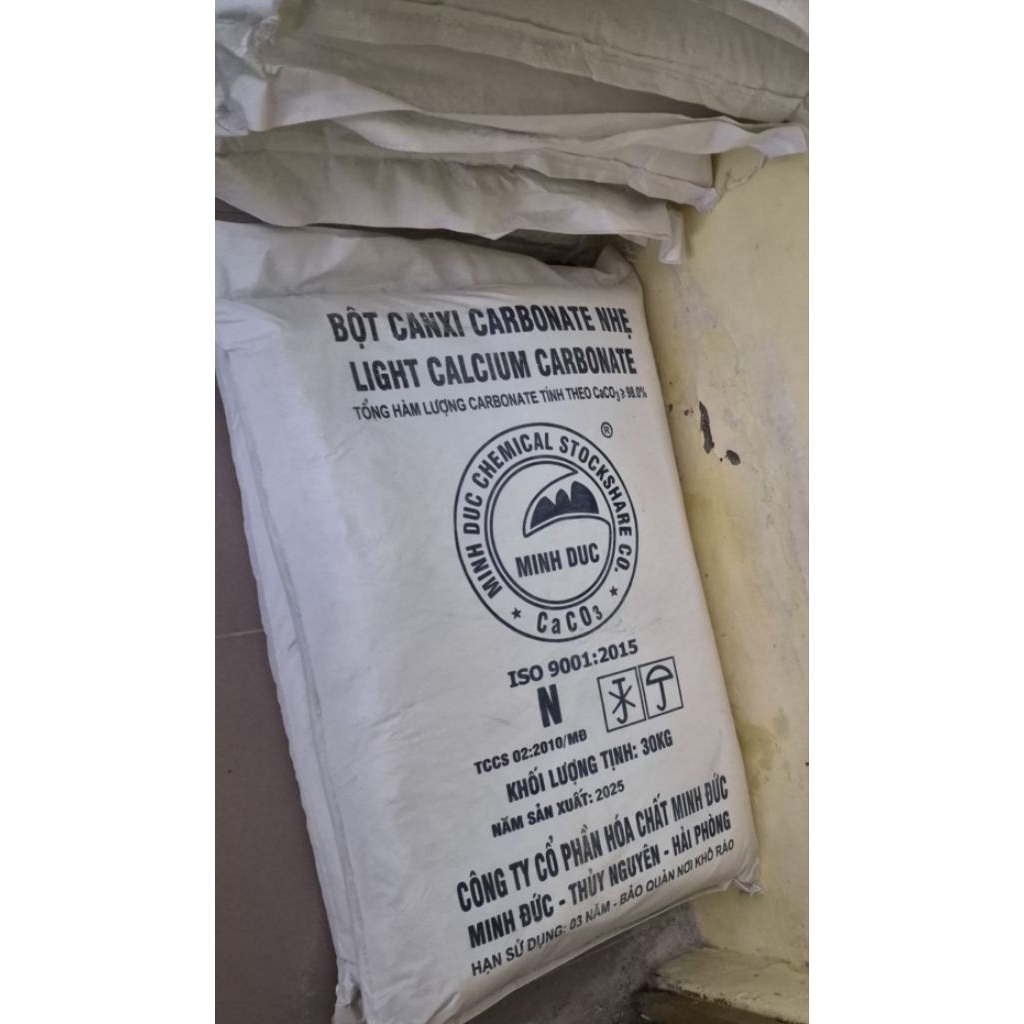 BỘT CANXI CARBONATE NHẸ
LIGHT CALCIUM CARBONATE
TỔNG HÀM LƯỢNG CARBONATE TÍNH THEO CaCO₃ ≥ 98.0%
®
MINH DUC CHEMICAL STOCKSHARE CO.
MINH DUC
★ CaCO₃ ★
ISO 9001:2015
N
TCCS 02:2010/MĐ
KHỐI LƯỢNG TỊNH: 30KG
NĂM SẢN XUẤT: 2025
CÔNG TY CỔ PHẦN HÓA CHẤT MINH ĐỨC
MINH ĐỨC - THỦY NGUYÊN - HẢI PHÒNG
HẠN SỬ DỤNG: 03 NĂM - BẢO QUẢN NƠI KHÔ RÁO